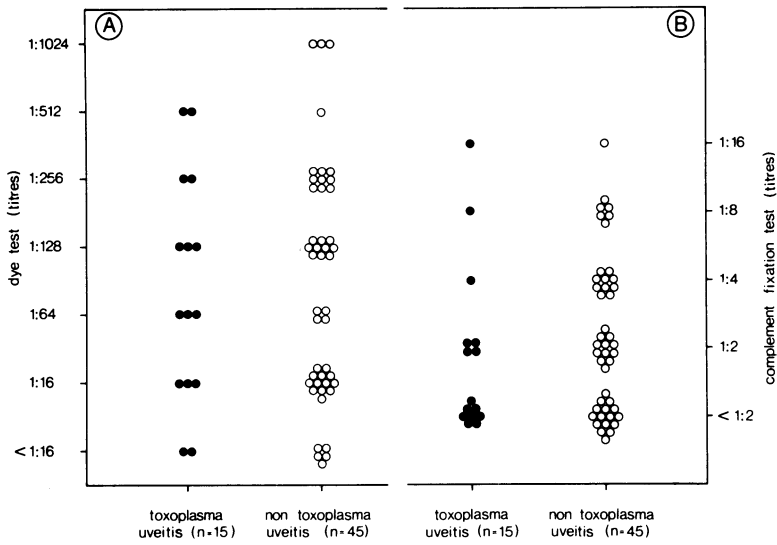 A
B
1:1024
1:512
1:256
1:128
1:64
1:16
< 1:16
dye test (titres)
1:16
1:8
1:4
1:2
< 1:2
complement fixation test (titres)
toxoplasma
uveitis (n=15)
non toxoplasma
uveitis (n=45)
toxoplasma
uveitis (n=15)
non toxoplasma
uveitis (n=45)